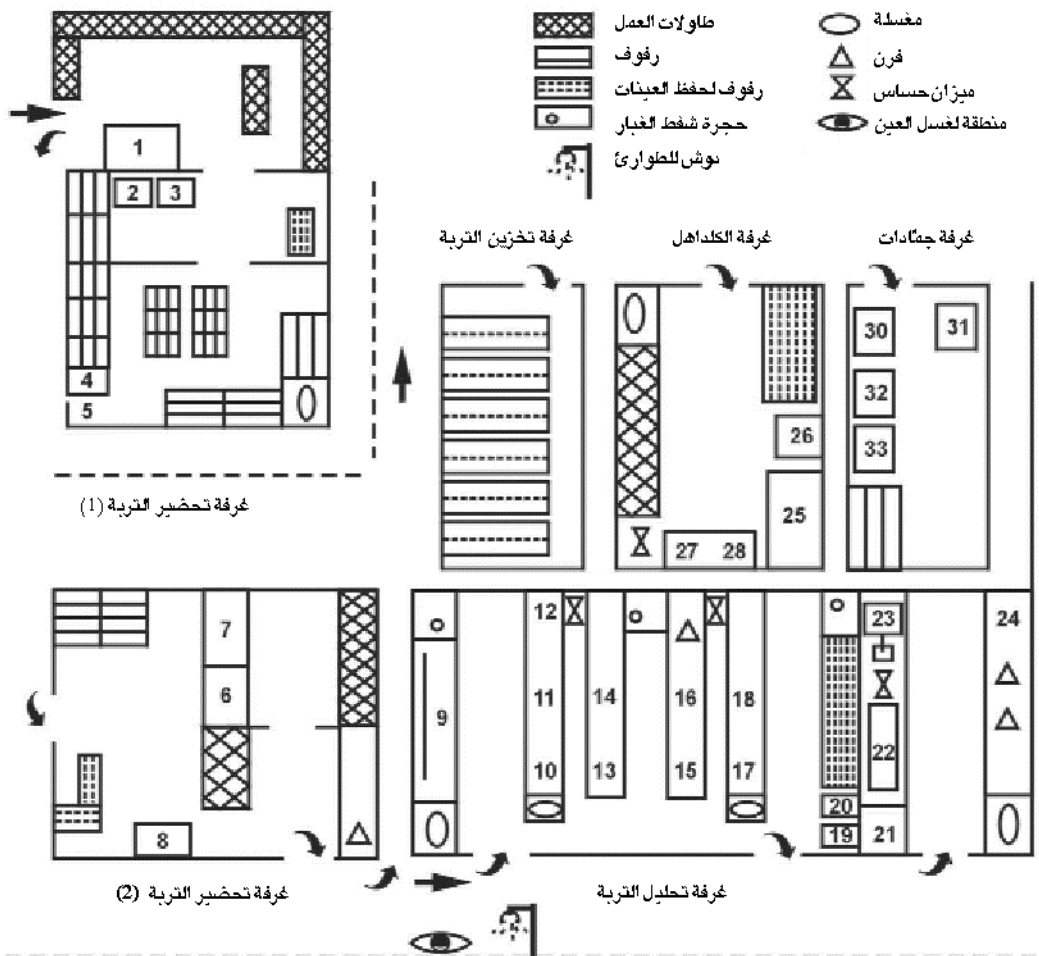 طاولات العمل
رفوف
رفوف لحفظ العينات
حجرة شفط الغبار
دوش للطوارئ
مغسلة
فرن
ميزان حساس
منطقة لغسل العين
1
2 3
4
5
غرفة تحضير التربة (1)
غرفة تخزين التربة
غرفة الكلداهل
26
25
27 28
غرفة جمّادات
30 31
32
33
7
6
8
غرفة تحضير التربة (2)
12
9 11 14 16 18
10 13 15 17
23 24
22
20
19 21
غرفة تحليل التربة